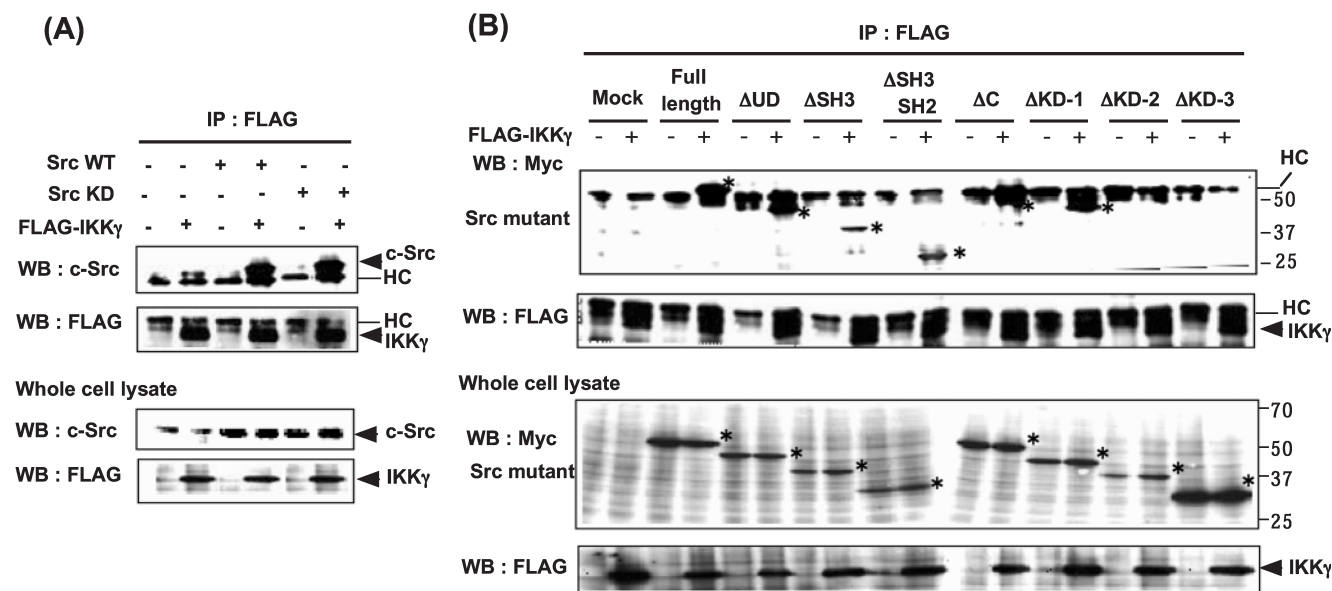 (A)
IP : FLAG
Src WT - - + + - -
Src KD - - - - + +
FLAG-IKKγ - + - + - +
WB : c-Src
c-Src
HC
WB : FLAG
HC
IKKγ
Whole cell lysate
WB : c-Src
c-Src
WB : FLAG
IKKγ
(B)
IP : FLAG
Mock
Full
length
ΔUD
ΔSH3
ΔSH3
SH2
ΔC
ΔKD-1
ΔKD-2
ΔKD-3
FLAG-IKKγ - + - + - + - + - + - + - + - + - +
WB : Myc
Src mutant
* * * * * *
HC
-50
-37
-25
WB : FLAG
HC
IKKγ
Whole cell lysate
WB : Myc
Src mutant
* * * * * * * *
-70
-50
-37
-25
WB : FLAG
IKKγ